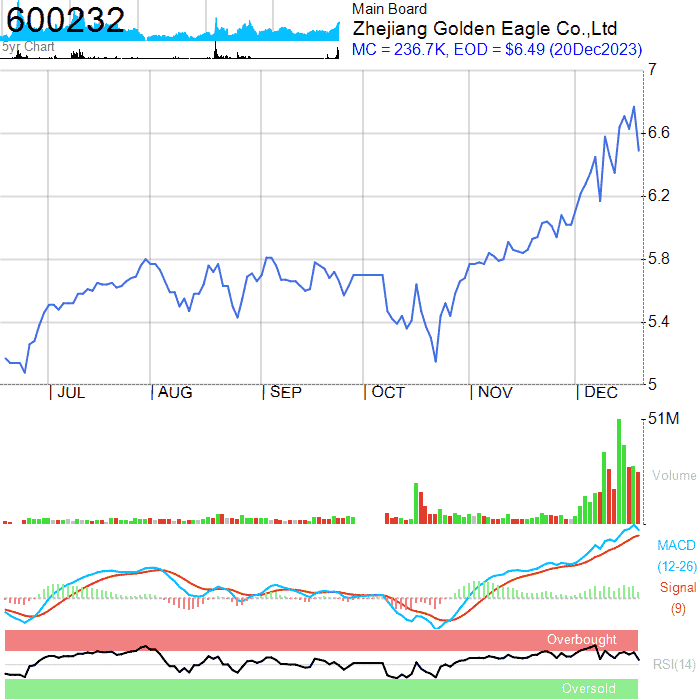 600232
5yr Chart
Main Board
Zhejiang Golden Eagle Co.,Ltd
MC = 236.7K, EOD = $6.49 (20Dec2023)
7
6.6
6.2
5.8
5.4
5
JUL AUG SEP OCT NOV DEC
51M
Volume
MACD
(12-26)
Signal
(9)
Overbought
RSI(14)
Oversold